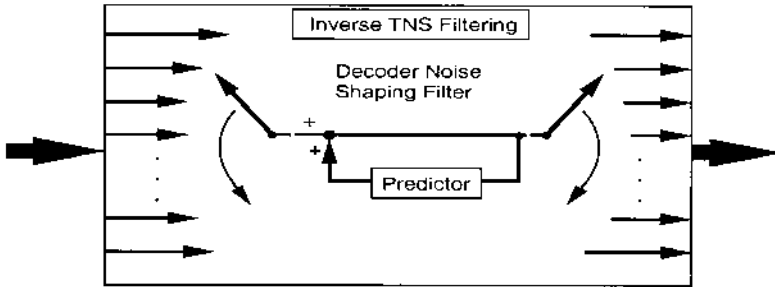 Inverse TNS Filtering
Decoder Noise
Shaping Filter
+
+
Predictor